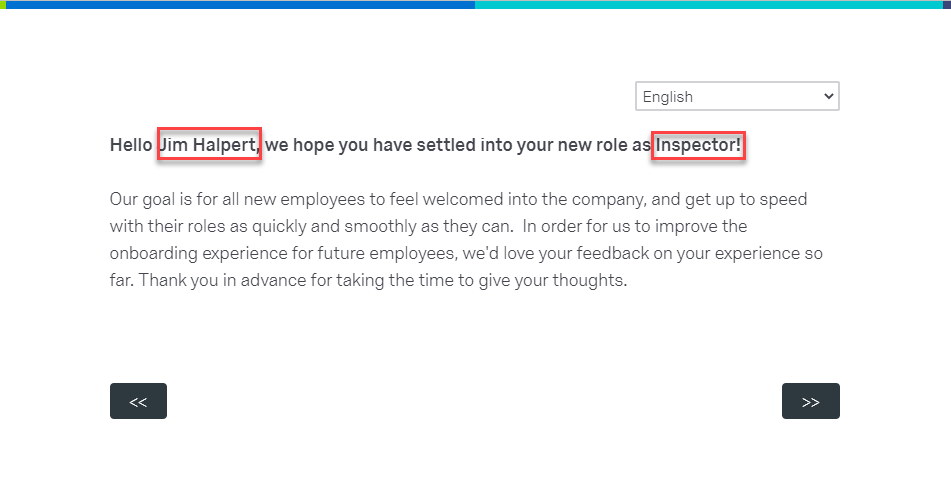 English
Hello Jim Halpert, we hope you have settled into your new role as Inspector!
Our goal is for all new employees to feel welcomed into the company, and get up to speed
with their roles as quickly and smoothly as they can.  In order for us to improve the
onboarding experience for future employees, we'd love your feedback on your experience so
far. Thank you in advance for taking the time to give your thoughts.
<< >>